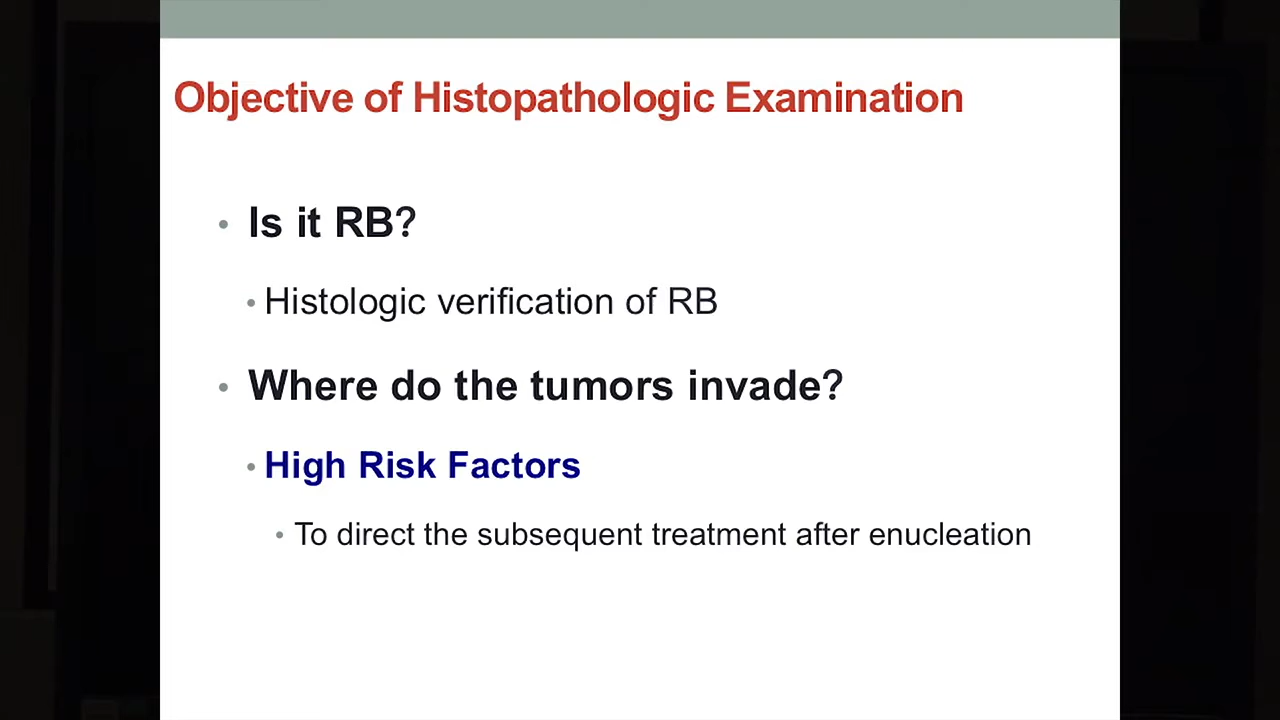 Objective of Histopathologic Examination
• Is it RB?
• Histologic verification of RB
• Where do the tumors invade?
• High Risk Factors
• To direct the subsequent treatment after enucleation